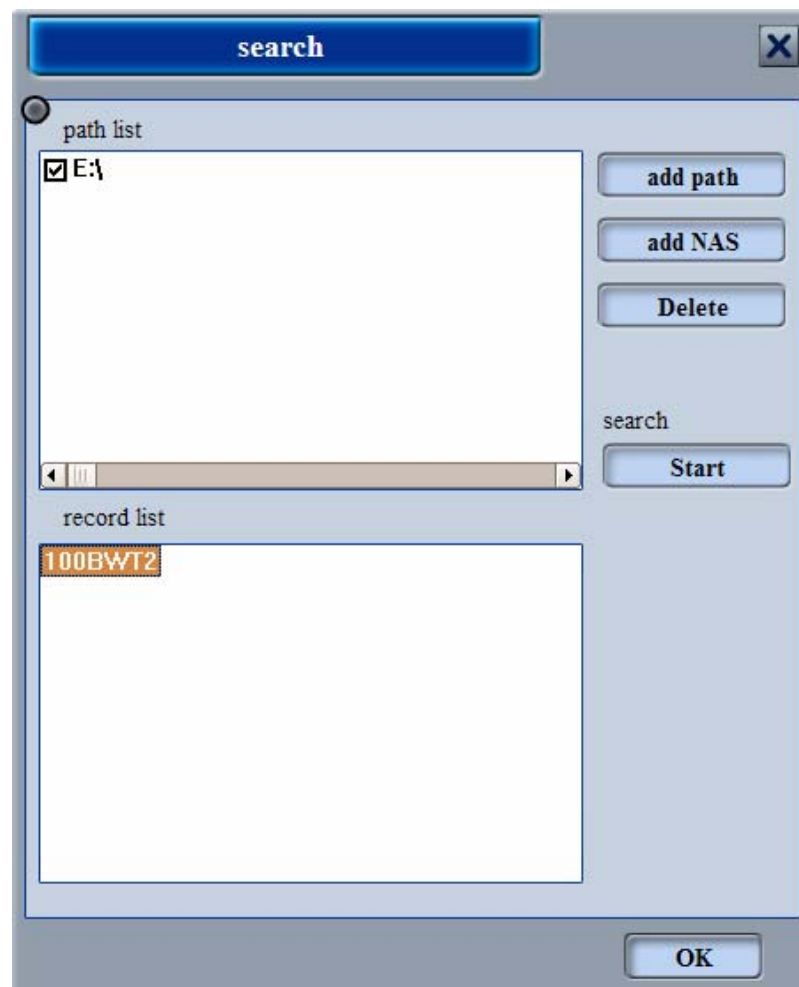 search
path list
E:\
add path
add NAS
Delete
search
Start
record list
100BWT2
OK